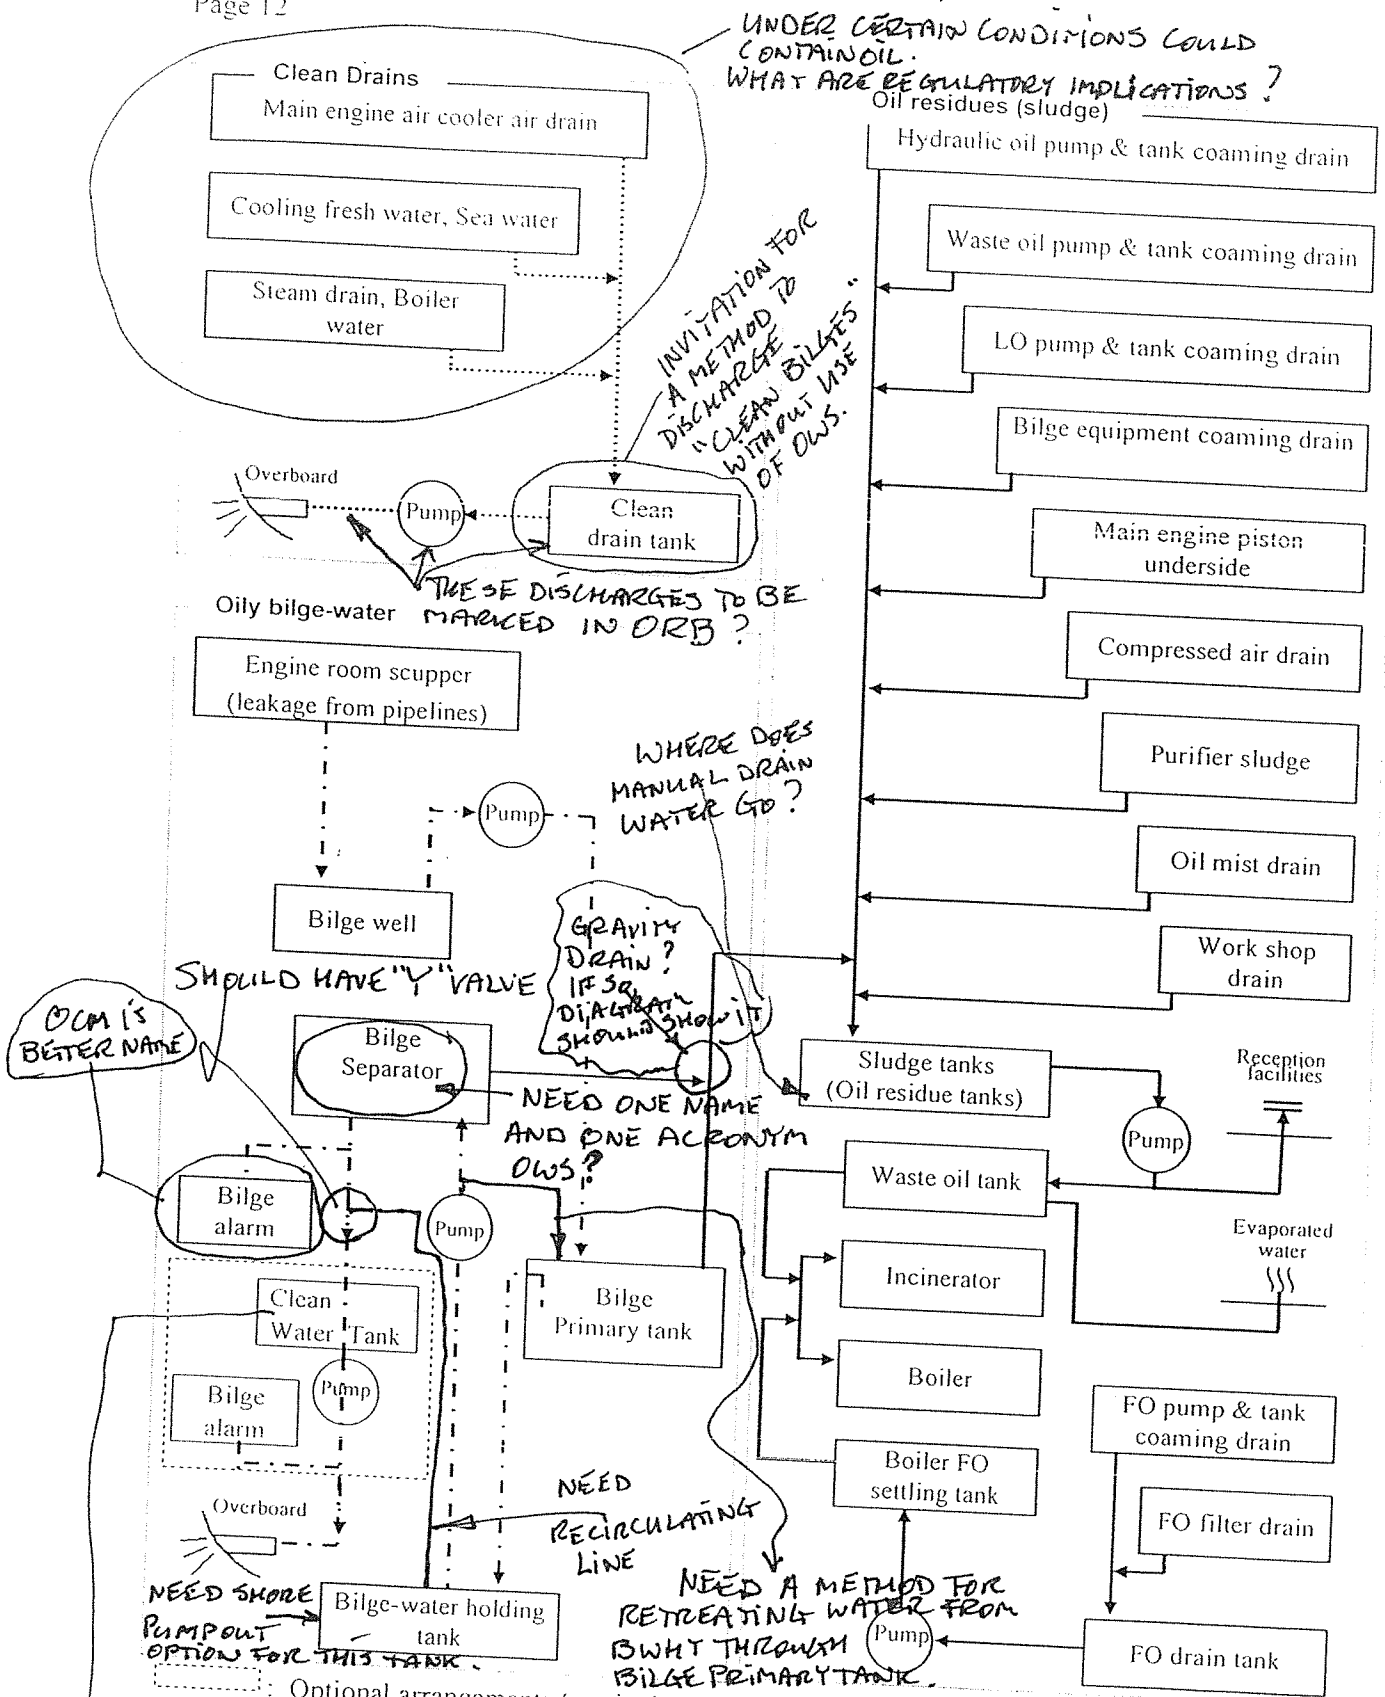 Page 12
UNDER CERTAIN CONDITIONS COULD
CONTAIN OIL.
WHAT ARE REGULATORY IMPLICATIONS?
Clean Drains
Main engine air cooler air drain
Cooling fresh water, Sea water
Steam drain, Boiler
water
INVITATION FOR
A METHOD TO
DISCHARGE
"CLEAN BILGES"
WITHOUT USE
OF OWS.
Overboard
Pump
Clean
drain tank
THESE DISCHARGES TO BE
MARKED IN ORB?
Oily bilge-water
Engine room scupper
(leakage from pipelines)
Pump
Bilge well
WHERE DOES
MANUAL DRAIN
WATER GO?
GRAVITY
DRAIN?
IF SO,
DIAGRAM
SHOULD SHOW IT
SHOULD HAVE "Y" VALVE
OCM IS
BETTER NAME
Bilge
Separator
NEED ONE NAME
AND ONE ACRONYM
OWS?
Bilge
alarm
Pump
Bilge
Primary tank
Clean
Water Tank
Pump
Bilge
alarm
Overboard
NEED
RECIRCULATING
LINE
NEED SHORE
PUMPOUT
OPTION FOR THIS TANK.
Bilge-water holding
tank
NEED A METHOD FOR
RETREATING WATER FROM
BWHT THROUGH
BILGE PRIMARY TANK.
Oil residues (sludge)
Hydraulic oil pump & tank coaming drain
Waste oil pump & tank coaming drain
LO pump & tank coaming drain
Bilge equipment coaming drain
Main engine piston
underside
Compressed air drain
Purifier sludge
Oil mist drain
Work shop
drain
Sludge tanks
(Oil residue tanks)
Reception
facilities
Pump
Waste oil tank
Evaporated
water
Incinerator
Boiler
Boiler FO
settling tank
FO pump & tank
coaming drain
FO filter drain
Pump
FO drain tank
: Optional arrangements